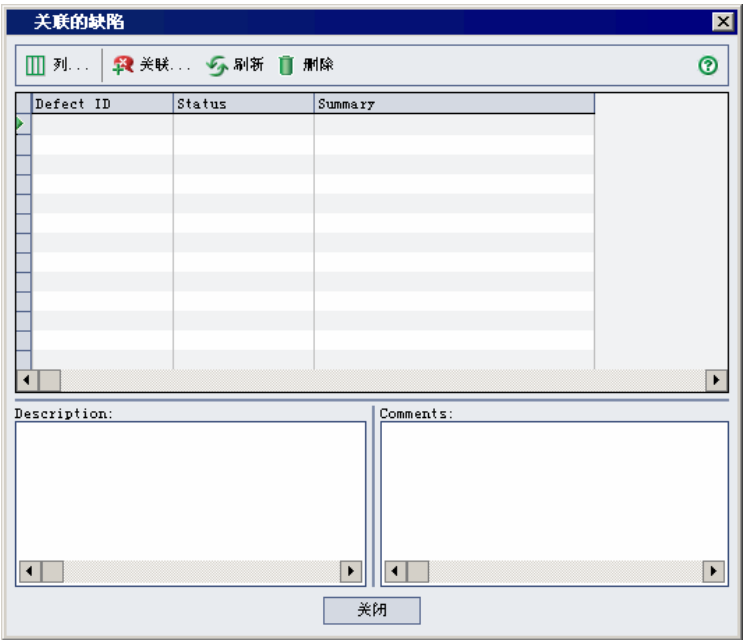 关联的缺陷
列... 关联... 刷新 删除
Defect ID Status Summary
Description: Comments:
关闭